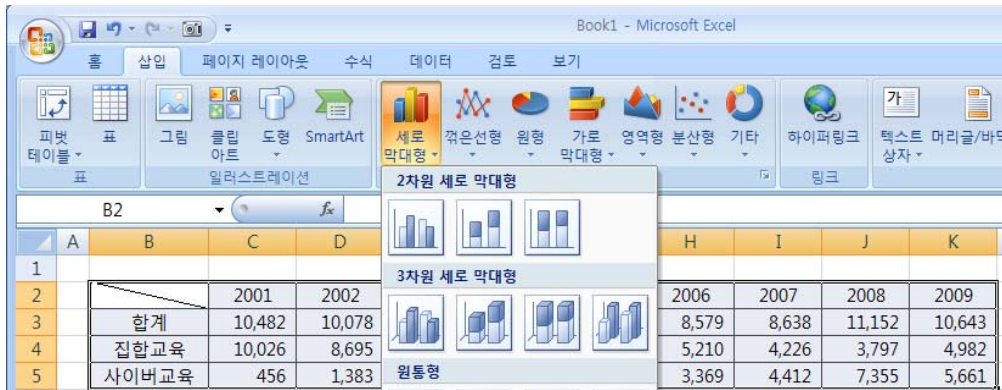 Book1 - Microsoft Excel
홈 삽입 페이지 레이아웃 수식 데이터 검토 보기
피벗 테이블 표 그림 클립 아트 도형 SmartArt 세로 막대형 꺾은선형 원형 가로 막대형 영역형 분산형 기타 하이퍼링크 텍스트 상자 머리글/바
표 일러스트레이션 링크
2차원 세로 막대형
B2 fx
A B C D H I J K
1
3차원 세로 막대형
2 2001 2002 2006 2007 2008 2009
3 합계 10,482 10,078 8,579 8,638 11,152 10,643
4 집합교육 10,026 8,695 5,210 4,226 3,797 4,982
5 사이버교육 456 1,383 원통형 3,369 4,412 7,355 5,661